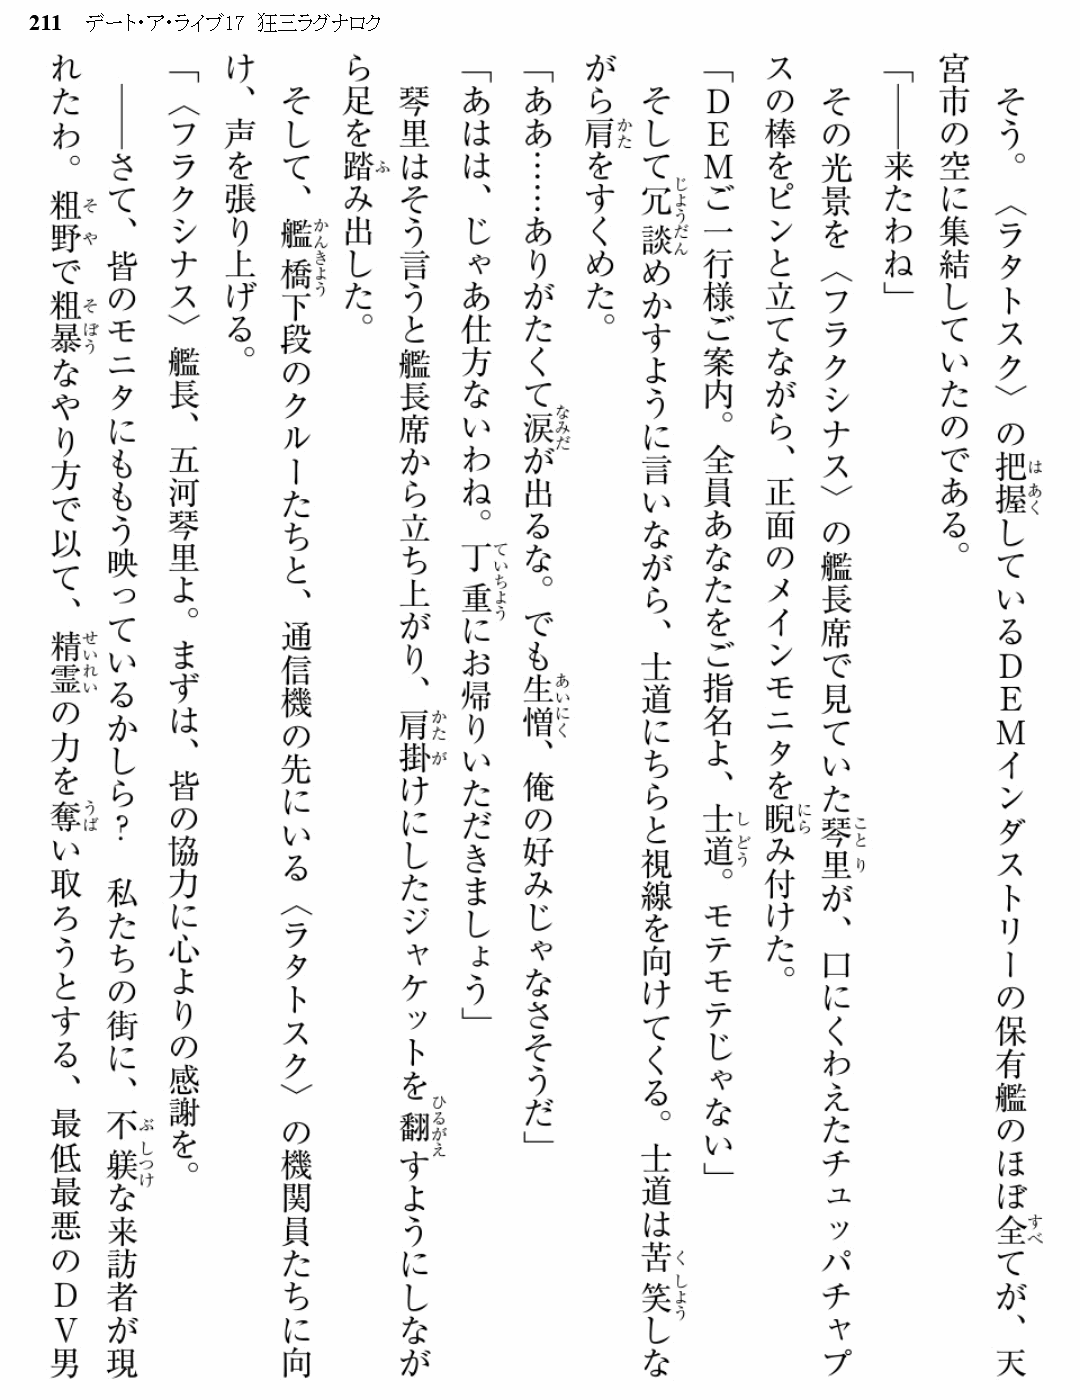 211 デート・ア・ライブ17 狂三ラグナロク
そう。〈ラタトスク〉の把握しているDEMインダストリーの保有艦のほぼ全てが、天
宮市の空に集結していたのである。
「――来たわね」
その光景を〈フラクシナス〉の艦長席で見ていた琴里が、口にくわえたチュッパチャプ
スの棒をピンと立てながら、正面のメインモニタを睨み付けた。
「DEMご一行様ご案内。全員あなたをご指名よ、士道。モテモテじゃない」
そして冗談めかすように言いながら、士道にちらと視線を向けてくる。士道は苦笑しな
がら肩をすくめた。
「ああ……ありがたくて涙が出るな。でも生憎、俺の好みじゃなさそうだ」
「あはは、じゃあ仕方ないわね。丁重にお帰りいただきましょう」
琴里はそう言うと艦長席から立ち上がり、肩掛けにしたジャケットを翻すようにしなが
ら足を踏み出した。
そして、艦橋下段のクルーたちと、通信機の先にいる〈ラタトスク〉の機関員たちに向
け、声を張り上げる。
「〈フラクシナス〉艦長、五河琴里よ。まずは、皆の協力に心よりの感謝を。
――さて、皆のモニタにももう映っているかしら？　私たちの街に、不躾な来訪者が現
れたわ。粗野で粗暴なやり方で以て、精霊の力を奪い取ろうとする、最低最悪のDV男